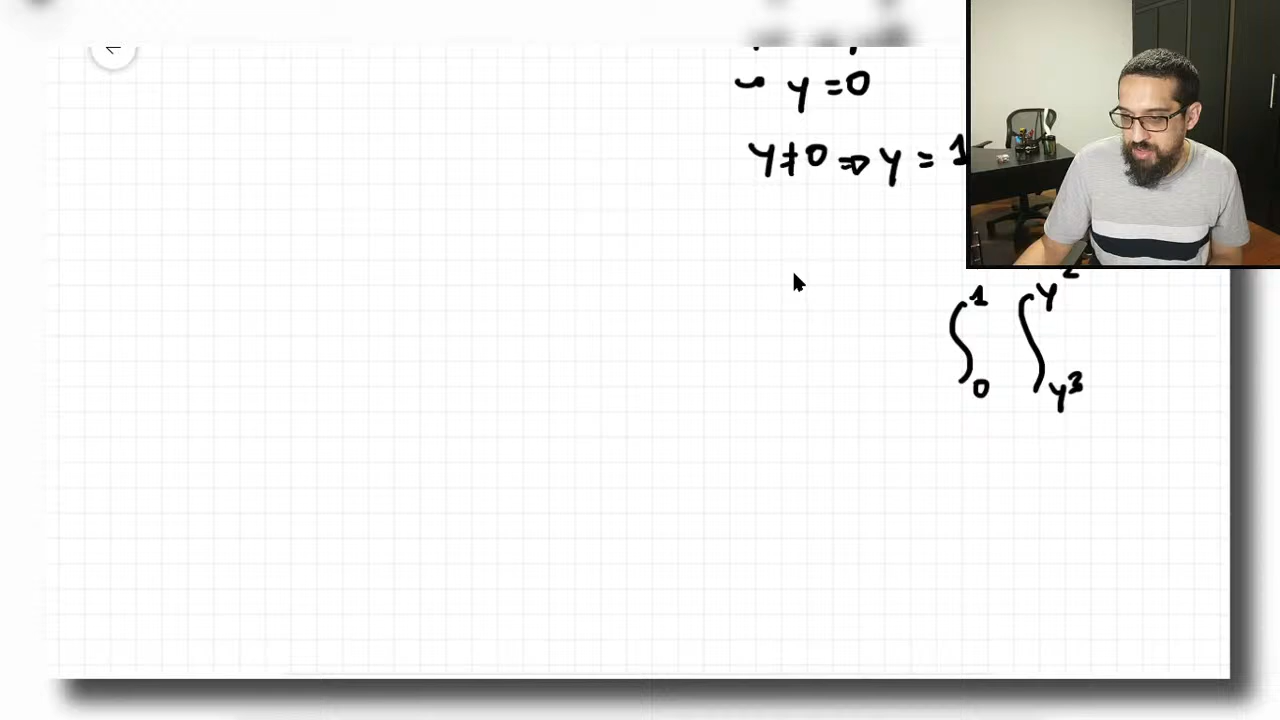 ~ y = 0
y ≠ 0 ⇒ y = 1
∫₀¹ ∫_{y³}^{y²}